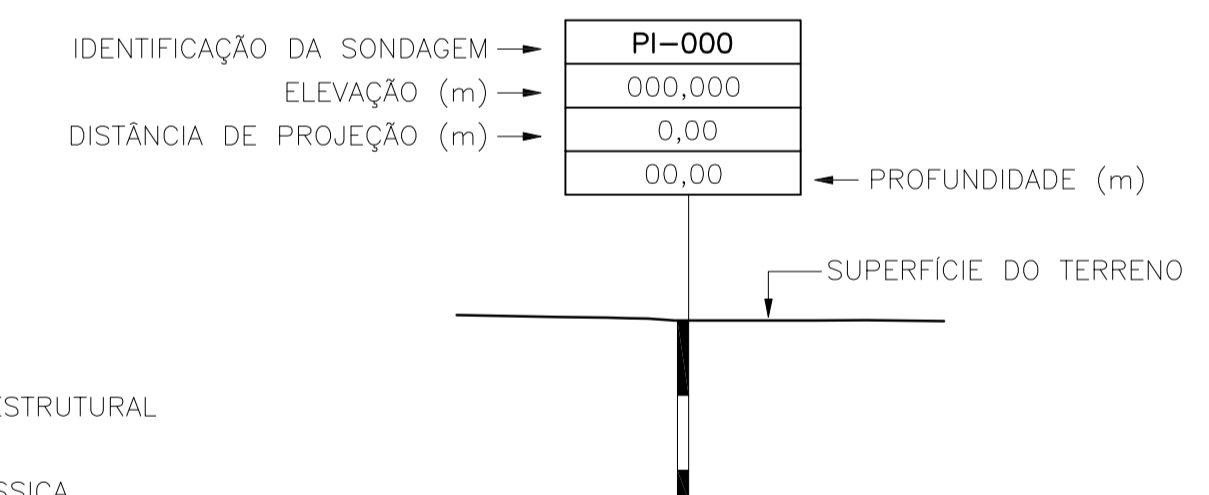 IDENTIFICAÇÃO DA SONDAGEM PI-000
ELEVAÇÃO (m) 000,000
DISTÂNCIA DE PROJEÇÃO (m) 0,00
00,00 PROFUNDIDADE (m)
SUPERFÍCIE DO TERRENO
ESTRUTURAL